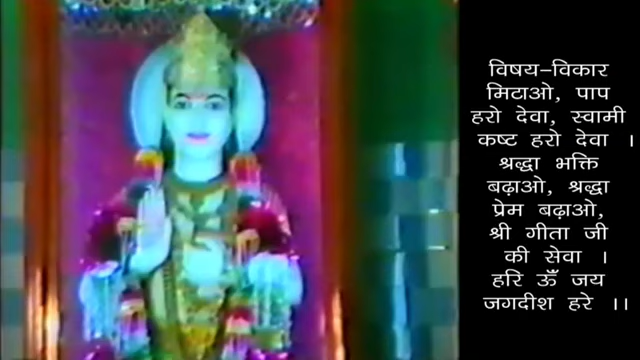 विषय–विकार
मिटाओ, पाप
हरो देवा, स्वामी
कष्ट हरो देवा ।
श्रद्धा भक्ति
बढ़ाओ, श्रद्धा
प्रेम बढ़ाओ,
श्री गीता जी
की सेवा ।
हरि ऊँ जय
जगदीश हरे ।।